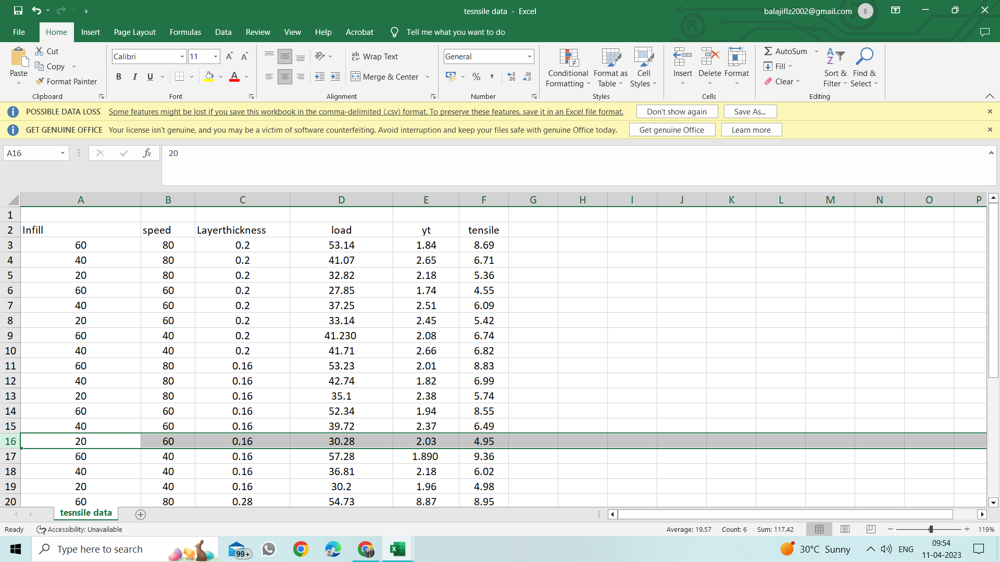 tesnsile data - Excel
balajiflz2002@gmail.com B
File Home Insert Page Layout Formulas Data Review View Help Acrobat Tell me what you want to do
Paste
Cut
Copy
Format Painter
Clipboard
Calibri 11
A A
B I U A
Font
ab Wrap Text
Merge & Center
Alignment
General
% , .00 .00
Number
Conditional Formatting
Format as Table
Cell Styles
Styles
Insert Delete Format
Cells
AutoSum
Fill
Clear
Sort & Filter
Find & Select
Editing
POSSIBLE DATA LOSS Some features might be lost if you save this workbook in the comma-delimited (.csv) format. To preserve these features, save it in an Excel file format. Don't show again Save As...
GET GENUINE OFFICE Your license isn't genuine, and you may be a victim of software counterfeiting. Avoid interruption and keep your files safe with genuine Office today. Get genuine Office Learn more
A16 fx 20
A B C D E F G H I J K L M N O P
1
2 Infill speed Layerthickness load yt tensile
3 60 80 0.2 53.14 1.84 8.69
4 40 80 0.2 41.07 2.65 6.71
5 20 80 0.2 32.82 2.18 5.36
6 60 60 0.2 27.85 1.74 4.55
7 40 60 0.2 37.25 2.51 6.09
8 20 60 0.2 33.14 2.45 5.42
9 60 40 0.2 41.230 2.08 6.74
10 40 40 0.2 41.71 2.66 6.82
11 60 80 0.16 53.23 2.01 8.83
12 40 80 0.16 42.74 1.82 6.99
13 20 80 0.16 35.1 2.38 5.74
14 60 60 0.16 52.34 1.94 8.55
15 40 60 0.16 39.72 2.37 6.49
16 20 60 0.16 30.28 2.03 4.95
17 60 40 0.16 57.28 1.890 9.36
18 40 40 0.16 36.81 2.18 6.02
19 20 40 0.16 30.2 1.96 4.98
20 60 80 0.28 54.73 8.87 8.95
tesnsile data
Ready Accessibility: Unavailable Average: 19.57 Count: 6 Sum: 117.42 119%
Type here to search 99+ 30°C Sunny ENG 09:54
11-04-2023